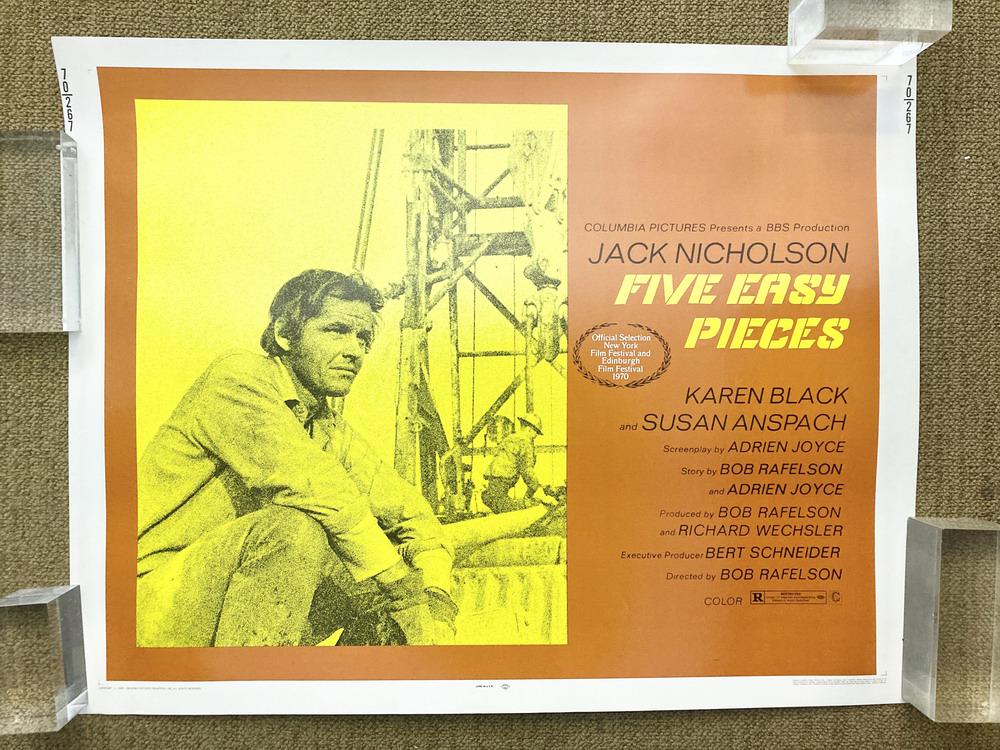 70/267
70/267
COLUMBIA PICTURES Presents a BBS Production
JACK NICHOLSON
FIVE EASY
PIECES
Official Selection
New York
Film Festival and
Edinburgh
Film Festival
1970
KAREN BLACK
and SUSAN ANSPACH
Screenplay by ADRIEN JOYCE
Story by BOB RAFELSON
and ADRIEN JOYCE
Produced by BOB RAFELSON
and RICHARD WECHSLER
Executive Producer BERT SCHNEIDER
Directed by BOB RAFELSON
COLOR R RESTRICTED